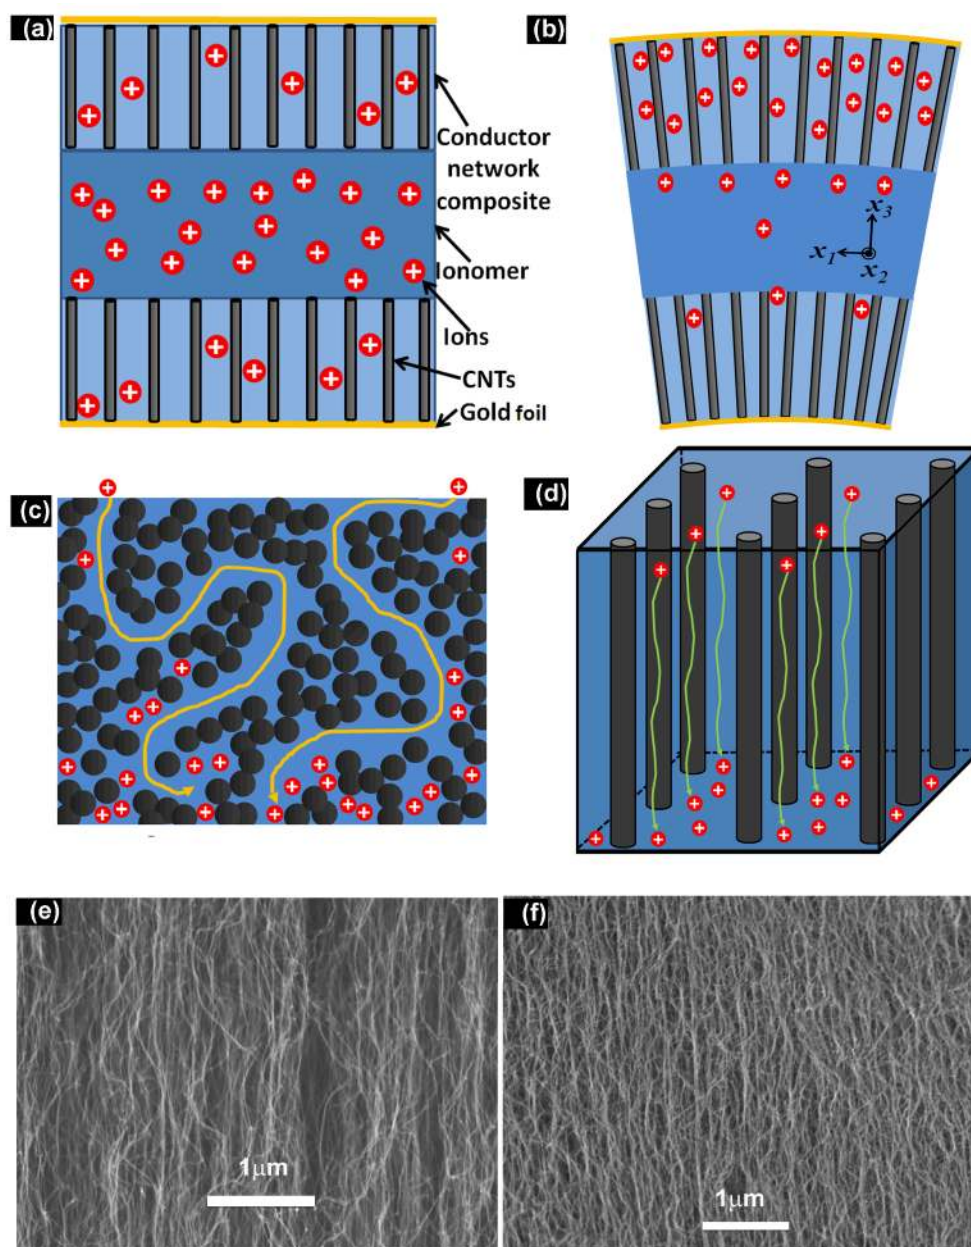 (a)
Conductor
network
composite
Ionomer
Ions
CNTs
Gold foil
(b)
x3
x1
x2
(c)
(d)
(e)
1μm
(f)
1μm